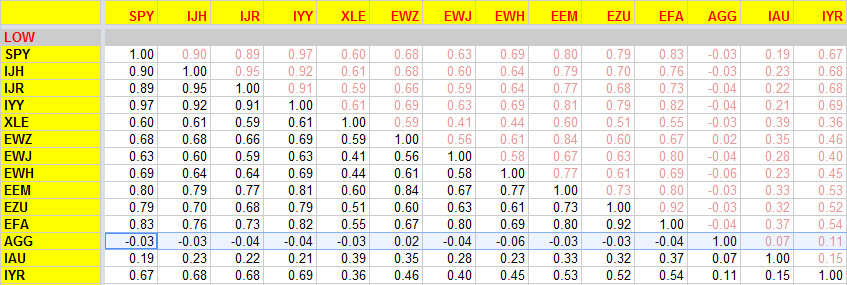 SPY IJH IJR IYY XLE EWZ EWJ EWH EEM EZU EFA AGG IAU IYR
LOW
SPY 1.00 0.90 0.89 0.97 0.60 0.68 0.63 0.69 0.80 0.79 0.83 -0.03 0.19 0.67
IJH 0.90 1.00 0.95 0.92 0.61 0.68 0.60 0.64 0.79 0.70 0.76 -0.03 0.23 0.68
IJR 0.89 0.95 1.00 0.91 0.59 0.66 0.59 0.64 0.77 0.68 0.73 -0.04 0.22 0.68
IYY 0.97 0.92 0.91 1.00 0.61 0.69 0.63 0.69 0.81 0.79 0.82 -0.04 0.21 0.69
XLE 0.60 0.61 0.59 0.61 1.00 0.59 0.41 0.44 0.60 0.51 0.55 -0.03 0.39 0.36
EWZ 0.68 0.68 0.66 0.69 0.59 1.00 0.56 0.61 0.84 0.60 0.67 0.02 0.35 0.46
EWJ 0.63 0.60 0.59 0.63 0.41 0.56 1.00 0.58 0.67 0.63 0.80 -0.04 0.28 0.40
EWH 0.69 0.64 0.64 0.69 0.44 0.61 0.58 1.00 0.77 0.61 0.69 -0.06 0.23 0.45
EEM 0.80 0.79 0.77 0.81 0.60 0.84 0.67 0.77 1.00 0.73 0.80 -0.03 0.33 0.53
EZU 0.79 0.70 0.68 0.79 0.51 0.60 0.63 0.61 0.73 1.00 0.92 -0.03 0.32 0.52
EFA 0.83 0.76 0.73 0.82 0.55 0.67 0.80 0.69 0.80 0.92 1.00 -0.04 0.37 0.54
AGG -0.03 -0.03 -0.04 -0.04 -0.03 0.02 -0.04 -0.06 -0.03 -0.03 -0.04 1.00 0.07 0.11
IAU 0.19 0.23 0.22 0.21 0.39 0.35 0.28 0.23 0.33 0.32 0.37 0.07 1.00 0.15
IYR 0.67 0.68 0.68 0.69 0.36 0.46 0.40 0.45 0.53 0.52 0.54 0.11 0.15 1.00